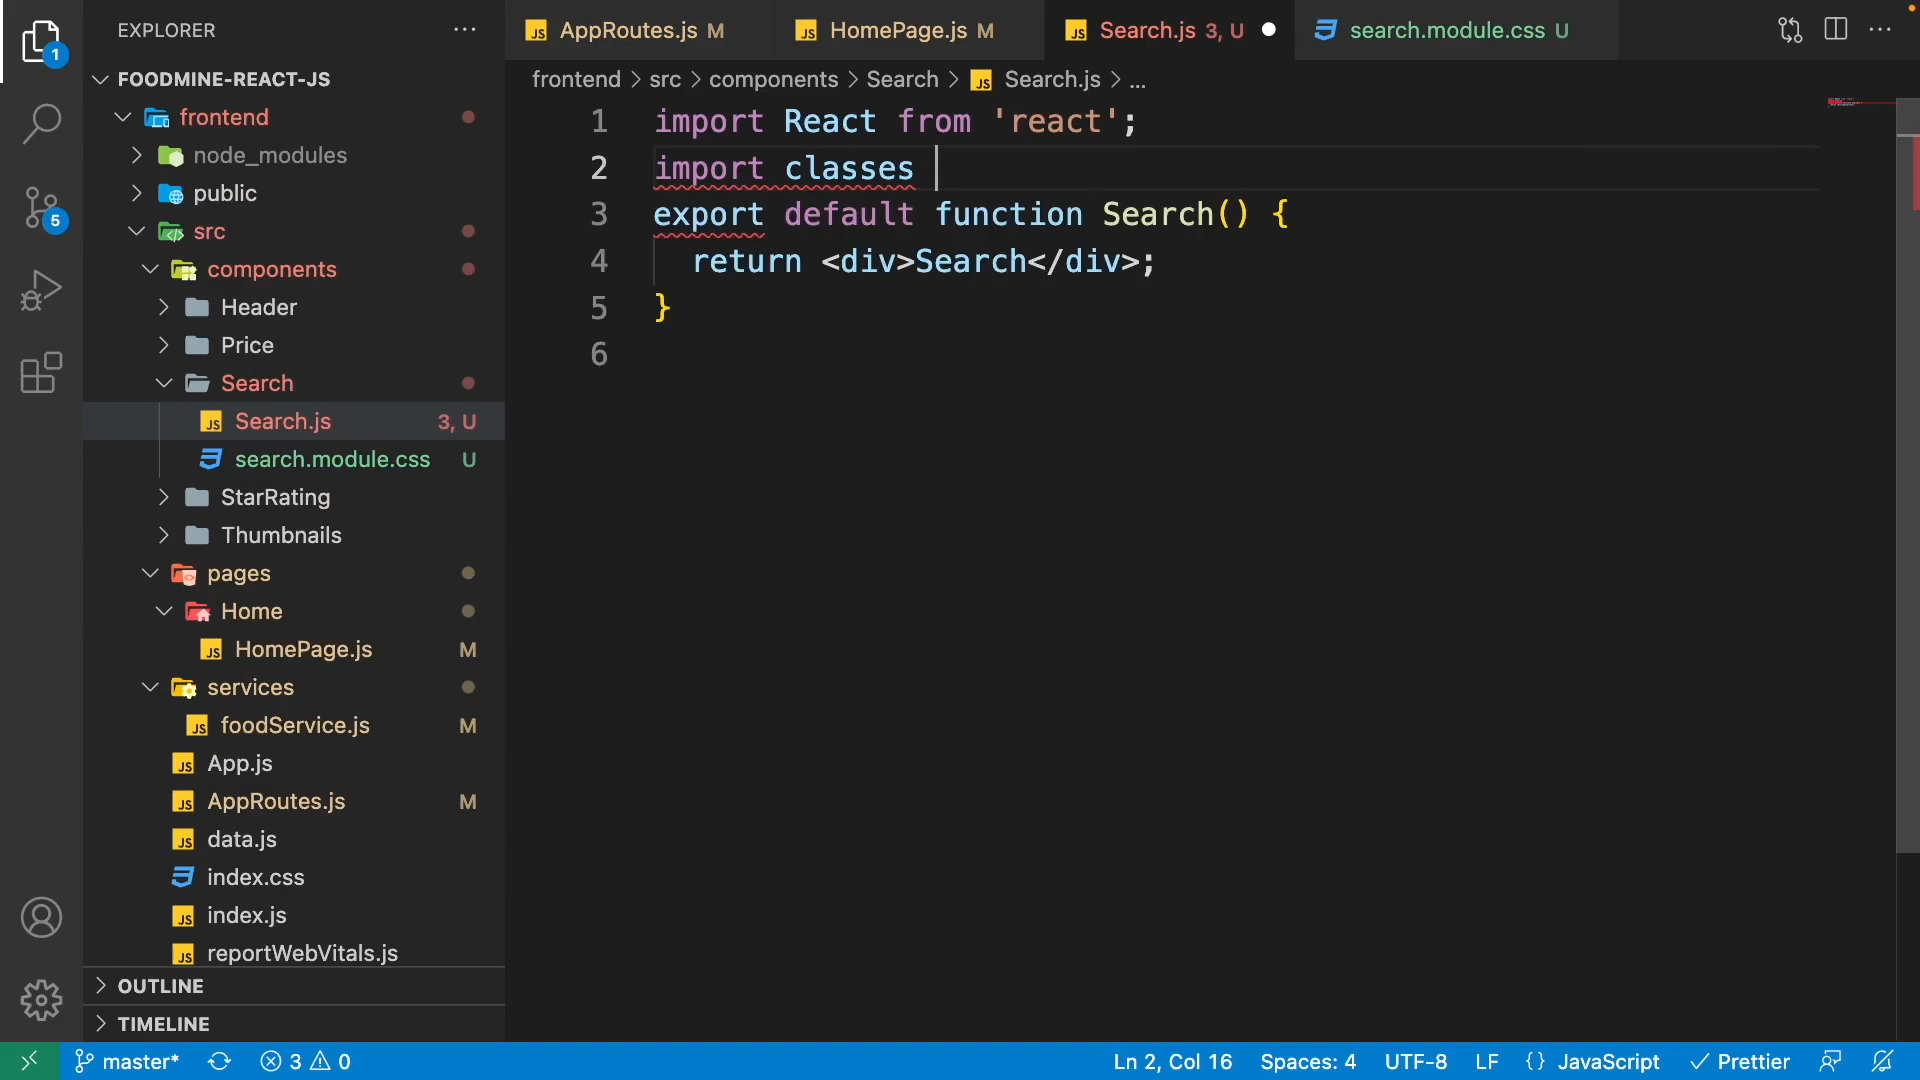 EXPLORER
FOODMINE-REACT-JS
frontend
node_modules
public
src
components
Header
Price
Search
Search.js 3, U
search.module.css U
StarRating
Thumbnails
pages
Home
HomePage.js M
services
foodService.js M
App.js
AppRoutes.js M
data.js
index.css
index.js
reportWebVitals.js
OUTLINE
TIMELINE
1
5
AppRoutes.js M
HomePage.js M
Search.js 3, U
search.module.css U
frontend > src > components > Search > JS Search.js > ...
1 import React from 'react';
2 import classes
3 export default function Search() {
4 return <div>Search</div>;
5 }
6
master* 3 0 Ln 2, Col 16 Spaces: 4 UTF-8 LF {} JavaScript Prettier